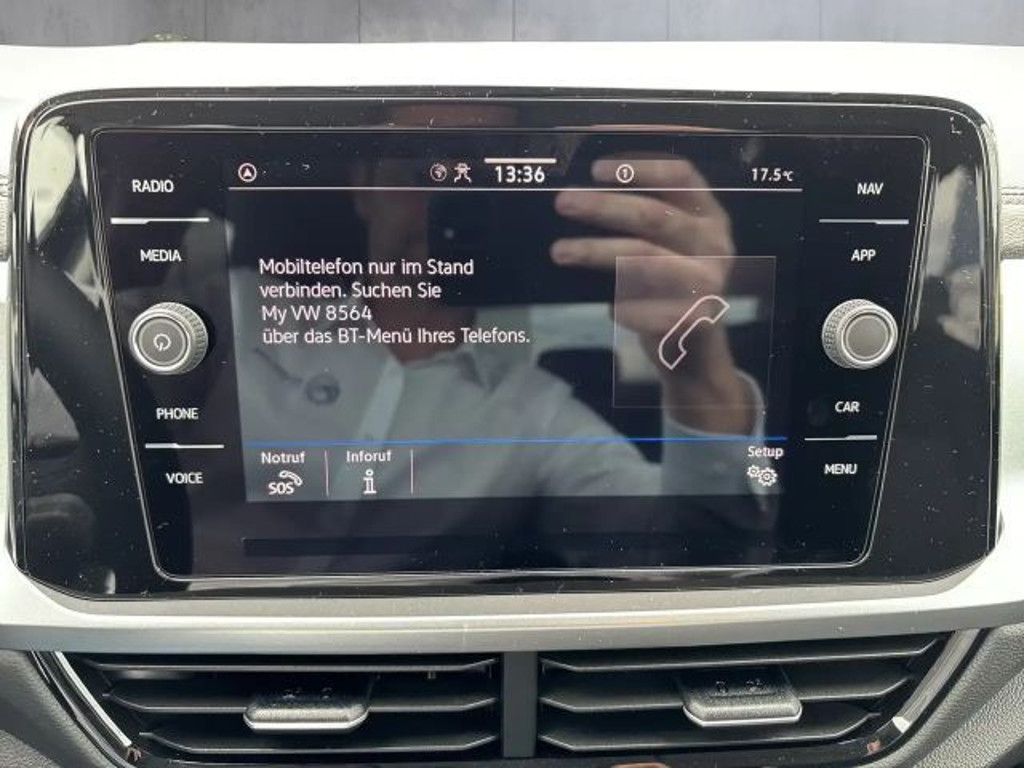 13:36
1
17.5°C
RADIO
MEDIA
PHONE
VOICE
NAV
APP
CAR
MENU
Mobiltelefon nur im Stand
verbinden. Suchen Sie
My VW 8564
über das BT-Menü Ihres Telefons.
Notruf
SOS
Inforuf
i
Setup